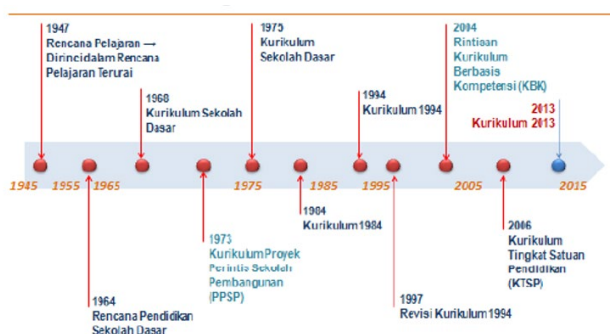 1947
Rencana Pelajaran →
Dirincidalam Rencana
Pelajaran Terurai
1975
Kurikulum
Sekolah Dasar
2004
Rintisan
Kurikulum
Berbasis
Kompetensi (KBK)
1968
Kurikulum Sekolah
Dasar
1994
Kurikulum 1994
2013
Kurikulum 2013
1945 1955 1965 1975 1985 1995 2005 2015
1964
Rencana Pendidikan
Sekolah Dasar
1973
Kurikulum Proyek
Perintis Sekolah
Pembangunan
(PPSP)
1984
Kurikulum 1984
1997
Revisi Kurikulum 1994
2006
Kurikulum
Tingkat Satuan
Pendidikan
(KTSP)